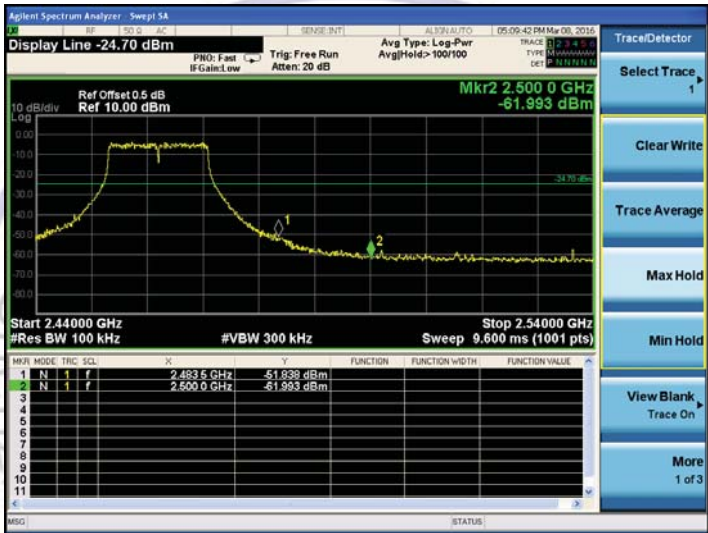 Agilent Spectrum Analyzer - Swept SA
RF 50 Ω AC SENSE:INT ALIGN AUTO 05:09:42 PM Mar 08, 2016
Display Line -24.70 dBm
PNO: Fast
IFGain:Low
Trig: Free Run
Atten: 20 dB
Avg Type: Log-Pwr
Avg|Hold:>100/100
TRACE 1 2 3 4 5 6
TYPE M
DET P N N N N N
Trace/Detector
Select Trace
1
Clear Write
Trace Average
Max Hold
Min Hold
View Blank
Trace On
More
1 of 3
10 dB/div
Log
Ref Offset 0.5 dB
Ref 10.00 dBm
Mkr2 2.500 0 GHz
-61.993 dBm
0.00
-10.0
-20.0
-30.0
-40.0
-50.0
-60.0
-70.0
-80.0
-24.70 dBm
1
2
Start 2.44000 GHz Stop 2.54000 GHz
#Res BW 100 kHz #VBW 300 kHz Sweep 9.600 ms (1001 pts)
MKR MODE TRC SCL X Y FUNCTION FUNCTION WIDTH FUNCTION VALUE
1 N 1 f 2.483 5 GHz -51.838 dBm
2 N 1 f 2.500 0 GHz -61.993 dBm
3
4
5
6
7
8
9
10
11
MSG STATUS